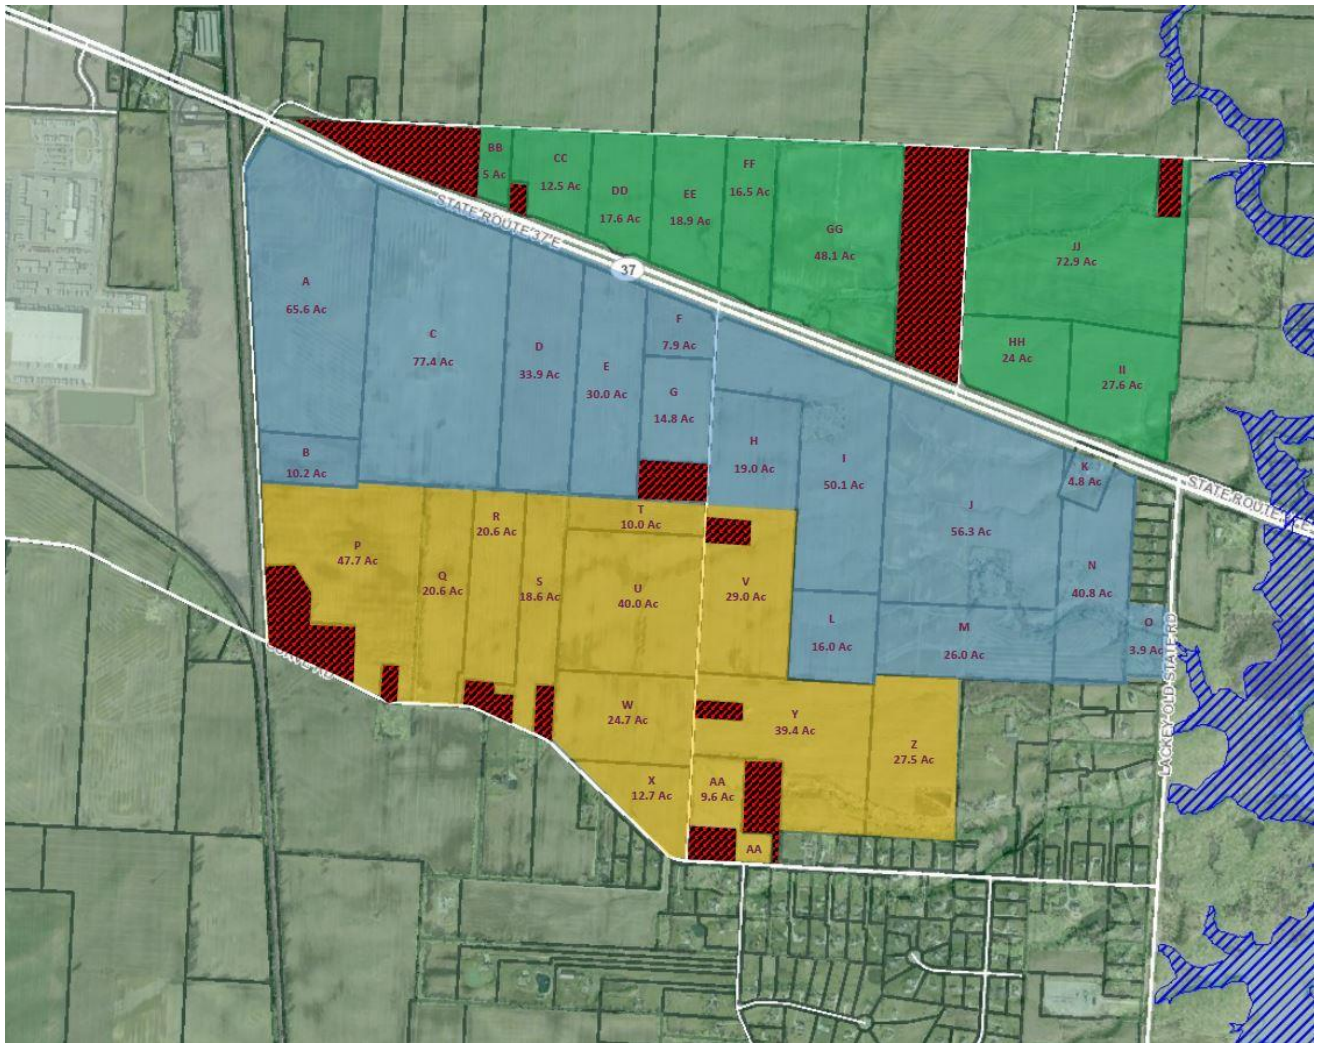 BB
5 Ac
CC
12.5 Ac
DD
17.6 Ac
EE
18.9 Ac
FF
16.5 Ac
GG
48.1 Ac
JJ
72.9 Ac
HH
24 Ac
II
27.6 Ac
STATE ROUTE 37 E
37
A
65.6 Ac
B
10.2 Ac
C
77.4 Ac
D
33.9 Ac
E
30.0 Ac
F
7.9 Ac
G
14.8 Ac
H
19.0 Ac
I
50.1 Ac
J
56.3 Ac
K
4.8 Ac
STATE ROUTE
L
16.0 Ac
M
26.0 Ac
N
40.8 Ac
O
3.9 Ac
LACKEY OLD STATE RD
P
47.7 Ac
Q
20.6 Ac
R
20.6 Ac
S
18.6 Ac
T
10.0 Ac
U
40.0 Ac
V
29.0 Ac
W
24.7 Ac
X
12.7 Ac
Y
39.4 Ac
Z
27.5 Ac
AA
9.6 Ac
AA
RD